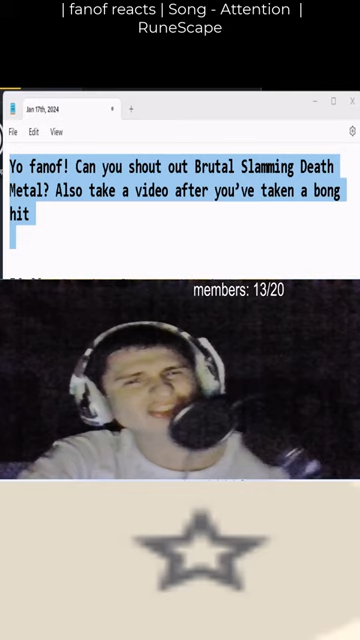 | fanof reacts | Song - Attention |
RuneScape
Jan 17th, 2024
File Edit View
Yo fanof! Can you shout out Brutal Slamming Death
Metal? Also take a video after you’ve taken a bong
hit
members: 13/20